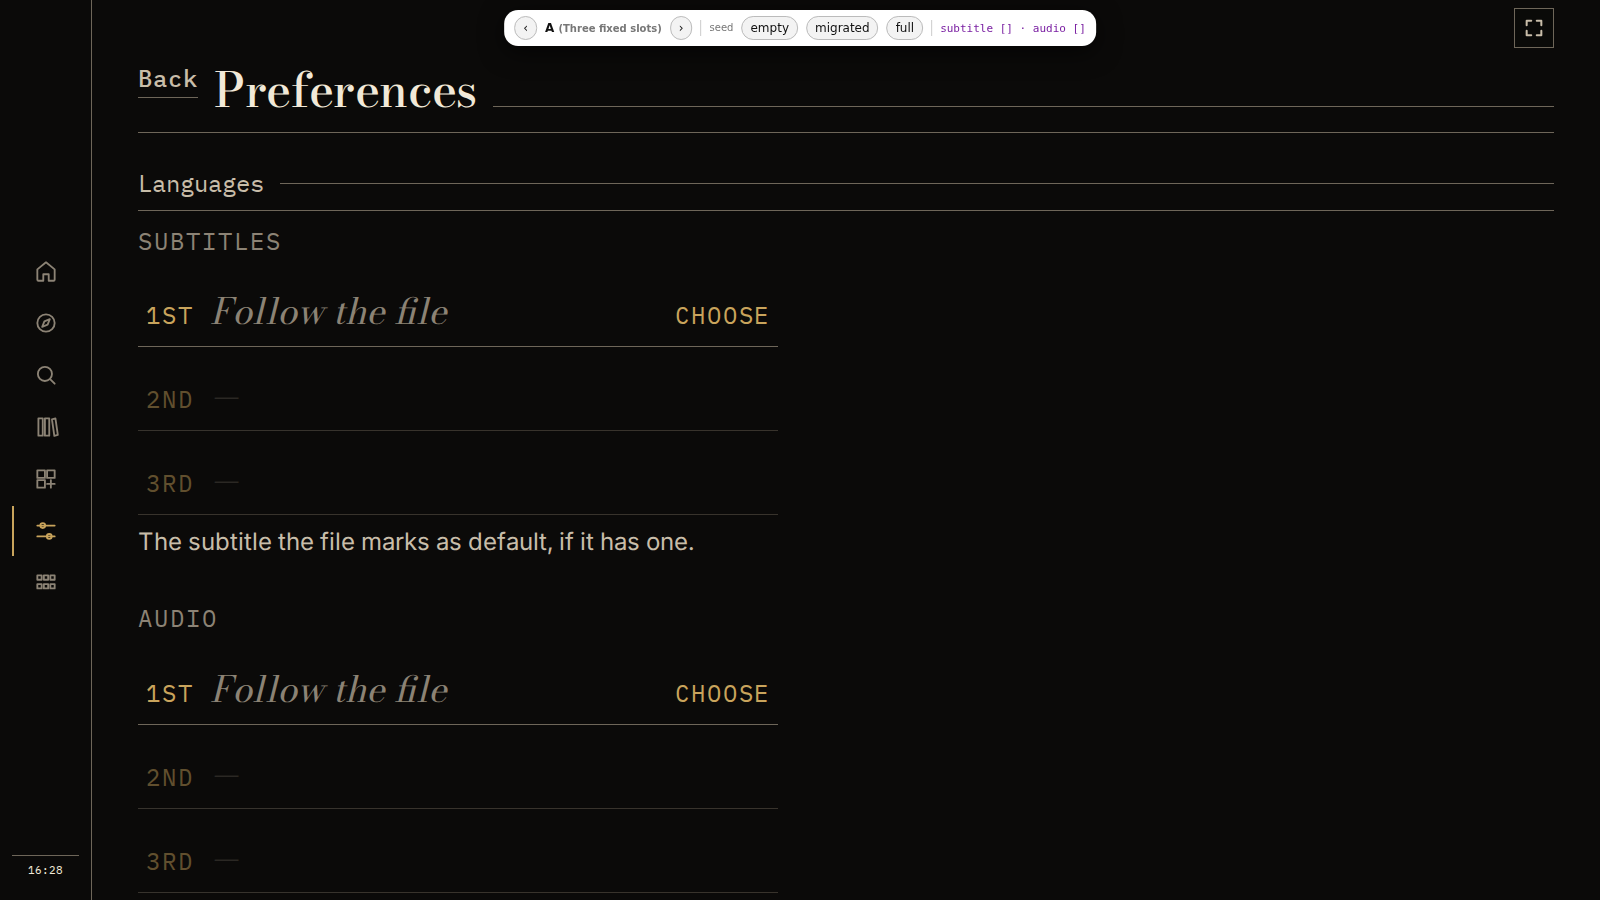 ‹ A (Three fixed slots) › seed empty migrated full subtitle [] · audio []
Back Preferences
Languages
SUBTITLES
1ST Follow the file CHOOSE
2ND —
3RD —
The subtitle the file marks as default, if it has one.
AUDIO
1ST Follow the file CHOOSE
2ND —
3RD —
16:28